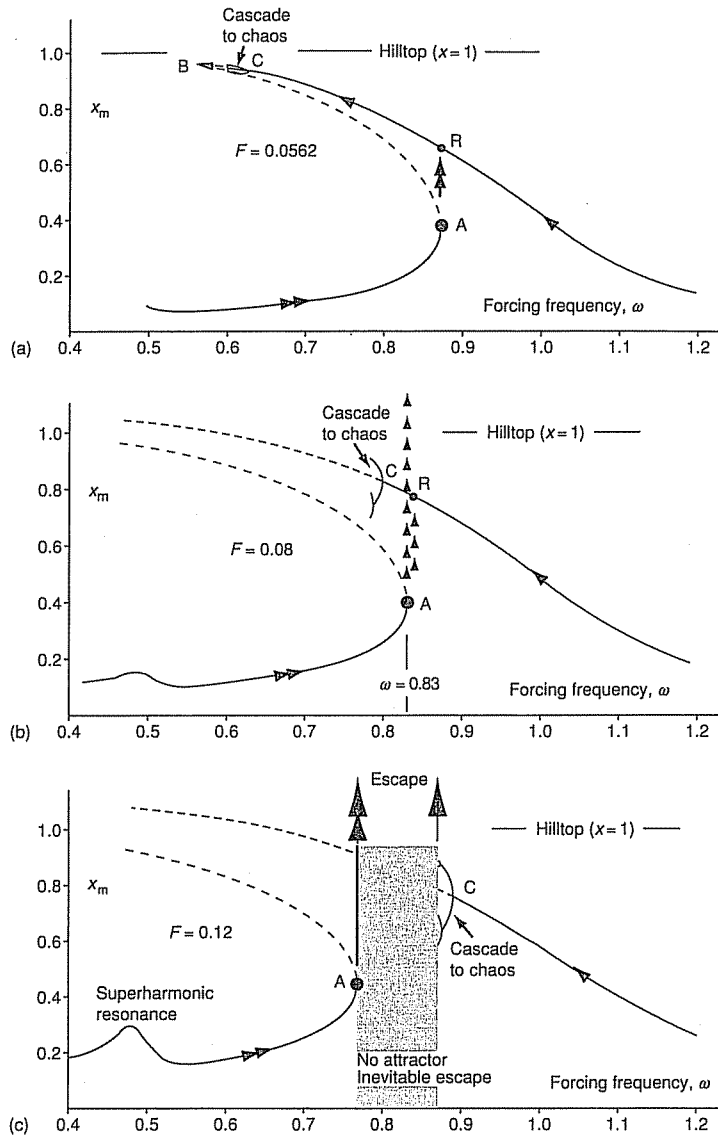 Cascade
to chaos
1.0
Hilltop (x = 1)
B
C
0.8
xm
R
F = 0.0562
0.6
0.4
A
0.2
Forcing frequency, ω
(a)
0.4 0.5 0.6 0.7 0.8 0.9 1.0 1.1 1.2
Cascade
to chaos
1.0
Hilltop (x = 1)
C
R
0.8
xm
0.6
F = 0.08
0.4
A
0.2
ω = 0.83
Forcing frequency, ω
(b)
0.4 0.5 0.6 0.7 0.8 0.9 1.0 1.1 1.2
Escape
1.0
Hilltop (x = 1)
0.8
xm
C
F = 0.12
0.6
Cascade
to chaos
A
0.4
Superharmonic
resonance
0.2
No attractor
Inevitable escape
Forcing frequency, ω
(c)
0.4 0.5 0.6 0.7 0.8 0.9 1.0 1.1 1.2